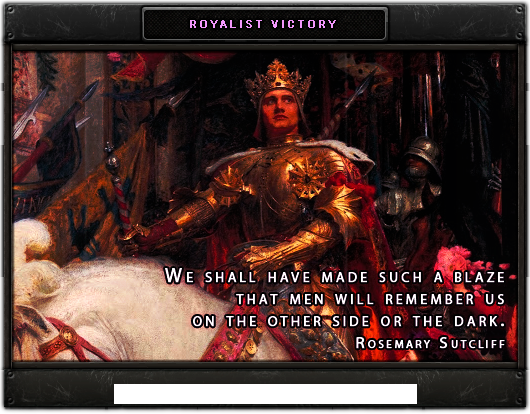 ROYALIST VICTORY
WE SHALL HAVE MADE SUCH A BLAZE
THAT MEN WILL REMEMBER US
ON THE OTHER SIDE OR THE DARK.
ROSEMARY SUTCLIFF